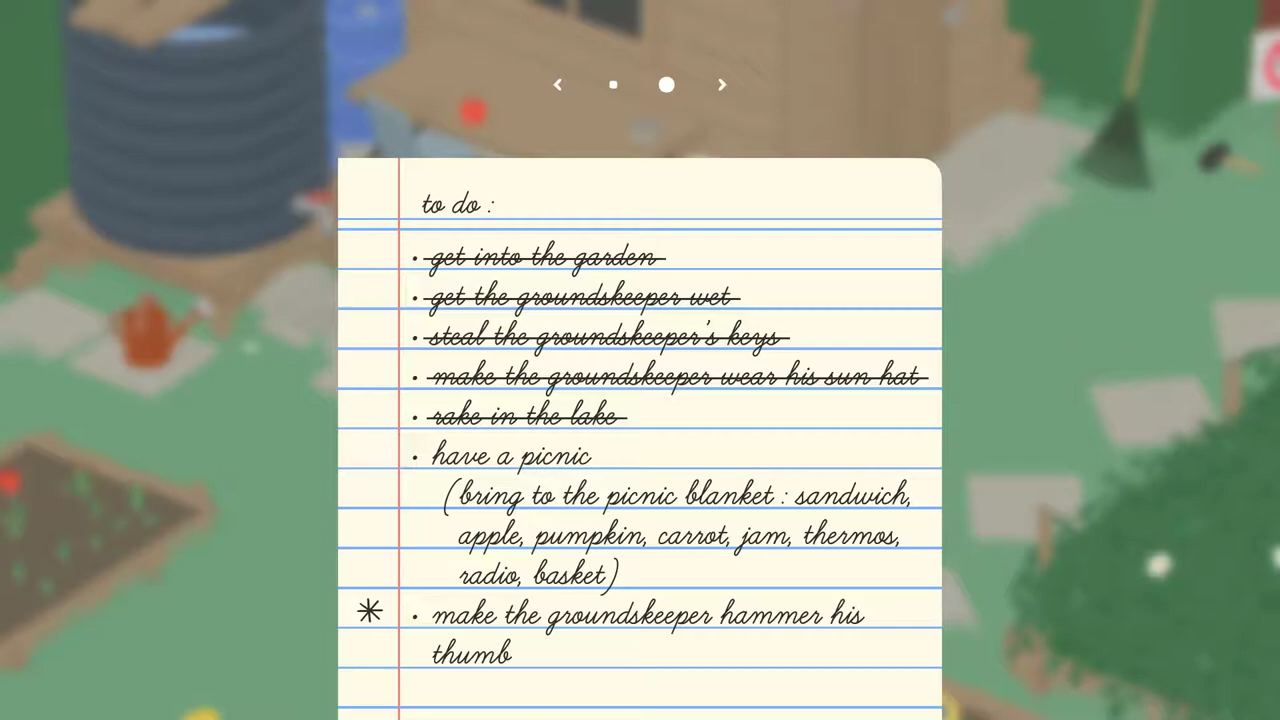 to do :
• get into the garden
• get the groundskeeper wet
• steal the groundskeeper's keys
• make the groundskeeper wear his sun hat
• rake in the lake
• have a picnic
(bring to the picnic blanket : sandwich,
apple, pumpkin, carrot, jam, thermos,
radio, basket)
• make the groundskeeper hammer his
thumb